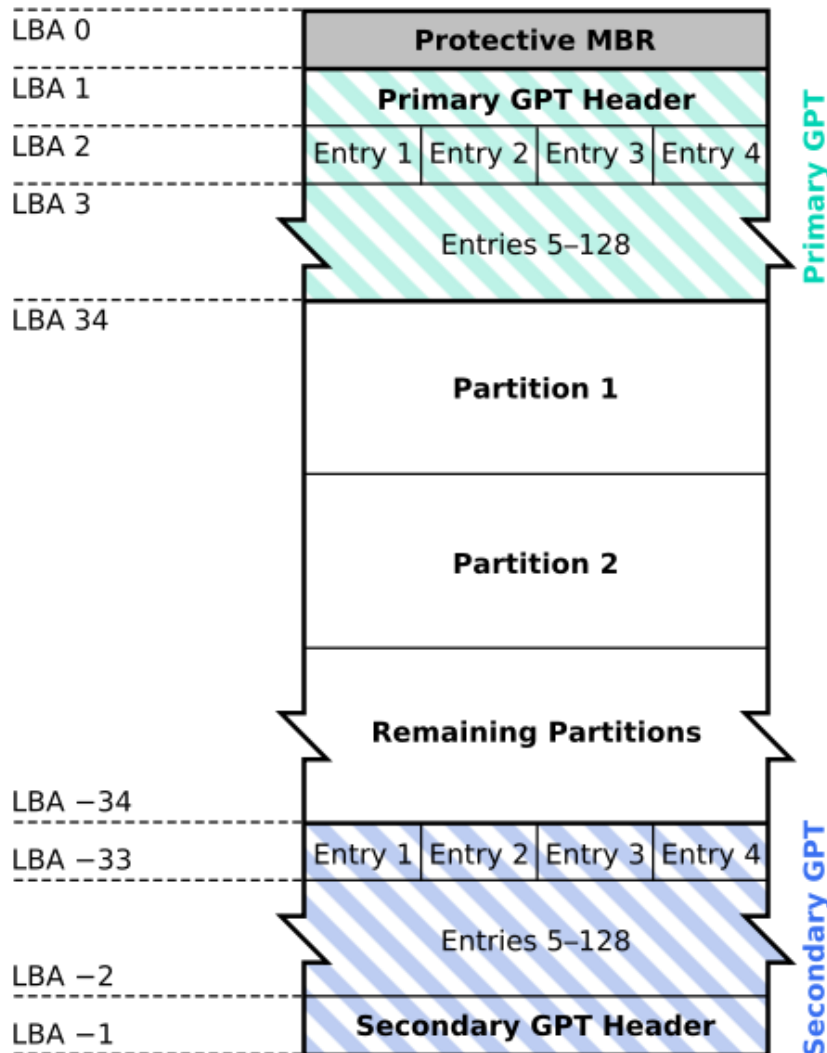 LBA 0
Protective MBR
LBA 1
Primary GPT Header
LBA 2
Entry 1 Entry 2 Entry 3 Entry 4
LBA 3
Entries 5–128
Primary GPT
LBA 34
Partition 1
Partition 2
Remaining Partitions
LBA −34
LBA −33
Entry 1 Entry 2 Entry 3 Entry 4
Entries 5–128
LBA −2
LBA −1
Secondary GPT Header
Secondary GPT